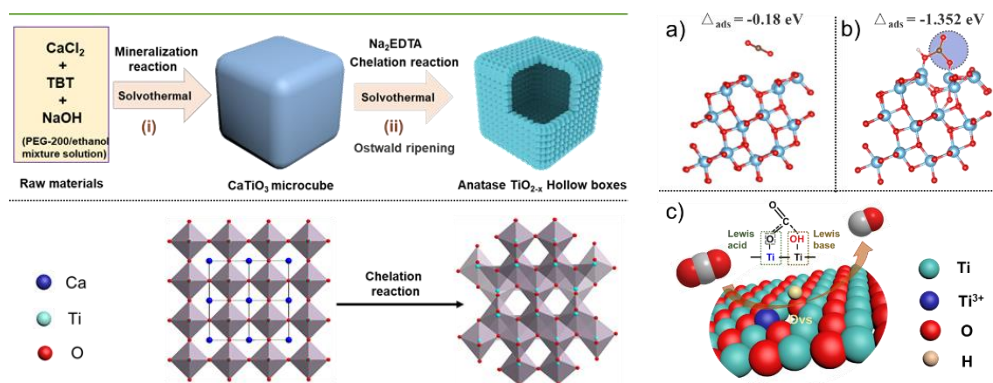 CaCl₂
+
TBT
+
NaOH
(PEG-200/ethanol
mixture solution)
Raw materials
Mineralization
reaction
Solvothermal
(i)
CaTiO₃ microcube
Na₂EDTA
Chelation reaction
Solvothermal
(ii)
Ostwald ripening
Anatase TiO₂₋ₓ Hollow boxes
Ca
Ti
O
Chelation
reaction
a)
△ads = -0.18 eV
b)
△ads = -1.352 eV
c)
O
C
O
Lewis
acid
OH
Lewis
base
Ti
Ti
Ovs
Ti
Ti³⁺
O
H